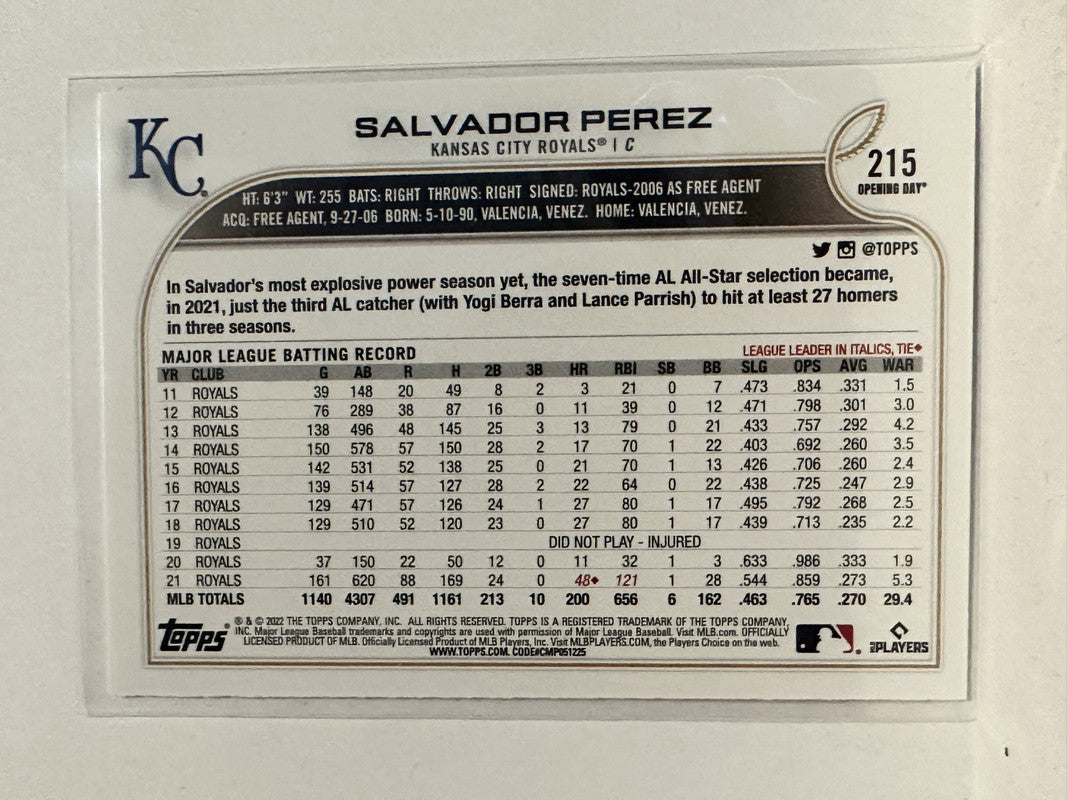 KC
SALVADOR PEREZ
KANSAS CITY ROYALS® | C
215
OPENING DAY®
HT: 6'3" WT: 255 BATS: RIGHT THROWS: RIGHT SIGNED: ROYALS-2006 AS FREE AGENT
ACQ: FREE AGENT, 9-27-06 BORN: 5-10-90, VALENCIA, VENEZ. HOME: VALENCIA, VENEZ.
@TOPPS
In Salvador's most explosive power season yet, the seven-time AL All-Star selection became,
in 2021, just the third AL catcher (with Yogi Berra and Lance Parrish) to hit at least 27 homers
in three seasons.
MAJOR LEAGUE BATTING RECORD LEAGUE LEADER IN ITALICS, TIE◆
YR CLUB G AB R H 2B 3B HR RBI SB BB SLG OPS AVG WAR
11 ROYALS 39 148 20 49 8 2 3 21 0 7 .473 .834 .331 1.5
12 ROYALS 76 289 38 87 16 0 11 39 0 12 .471 .798 .301 3.0
13 ROYALS 138 496 48 145 25 3 13 79 0 21 .433 .757 .292 4.2
14 ROYALS 150 578 57 150 28 2 17 70 1 22 .403 .692 .260 3.5
15 ROYALS 142 531 52 138 25 0 21 70 1 13 .426 .706 .260 2.4
16 ROYALS 139 514 57 127 28 2 22 64 0 22 .438 .725 .247 2.9
17 ROYALS 129 471 57 126 24 1 27 80 1 17 .495 .792 .268 2.5
18 ROYALS 129 510 52 120 23 0 27 80 1 17 .439 .713 .235 2.2
19 ROYALS DID NOT PLAY - INJURED
20 ROYALS 37 150 22 50 12 0 11 32 1 3 .633 .986 .333 1.9
21 ROYALS 161 620 88 169 24 0 48◆ 121 1 28 .544 .859 .273 5.3
MLB TOTALS 1140 4307 491 1161 213 10 200 656 6 162 .463 .765 .270 29.4
Topps
® & © 2022 THE TOPPS COMPANY, INC. ALL RIGHTS RESERVED. TOPPS IS A REGISTERED TRADEMARK OF THE TOPPS COMPANY,
INC. Major League Baseball trademarks and copyrights are used with permission of Major League Baseball. Visit MLB.com. OFFICIALLY
LICENSED PRODUCT OF MLB. Officially Licensed Product of MLB Players, Inc. Visit MLBPLAYERS.COM, the Players Choice on the web.
WWW.TOPPS.COM. CODE#CMP051225
PLAYERS